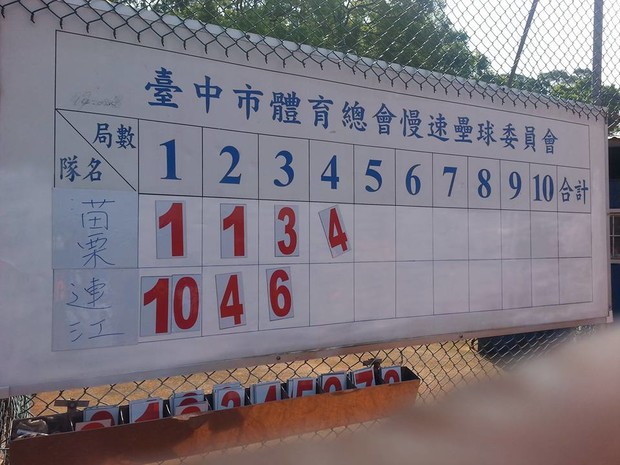 臺中市體育總會慢速壘球委員會
局數 1 2 3 4 5 6 7 8 9 10 合計
隊名
苗栗 1 1 3 4
連江 10 4 6